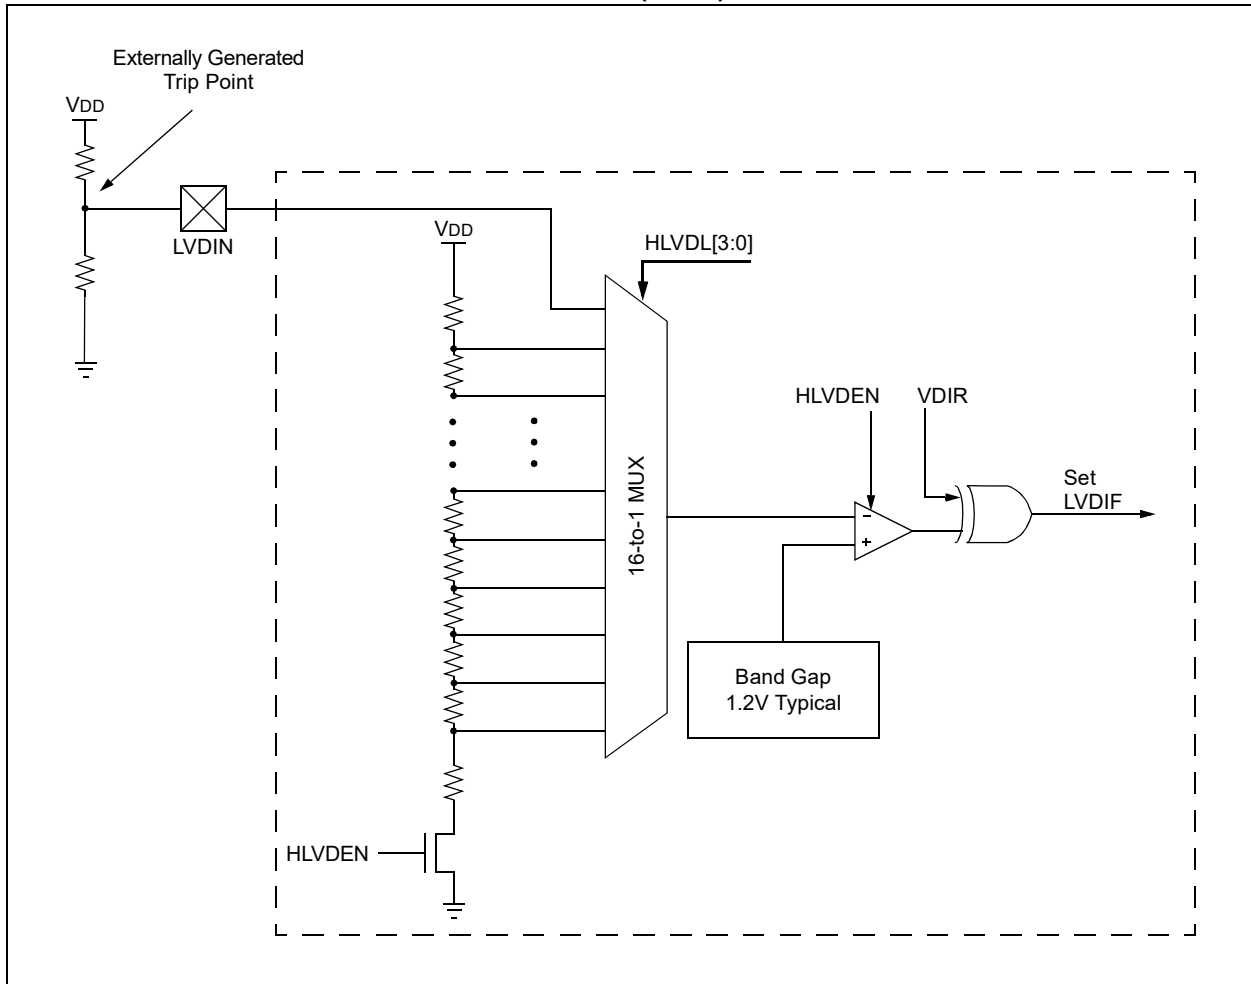 Externally Generated
Trip Point
VDD
LVDIN
VDD
HLVDL[3:0]
16-to-1 MUX
HLVDEN
VDIR
-
+
Set
LVDIF
Band Gap
1.2V Typical
HLVDEN